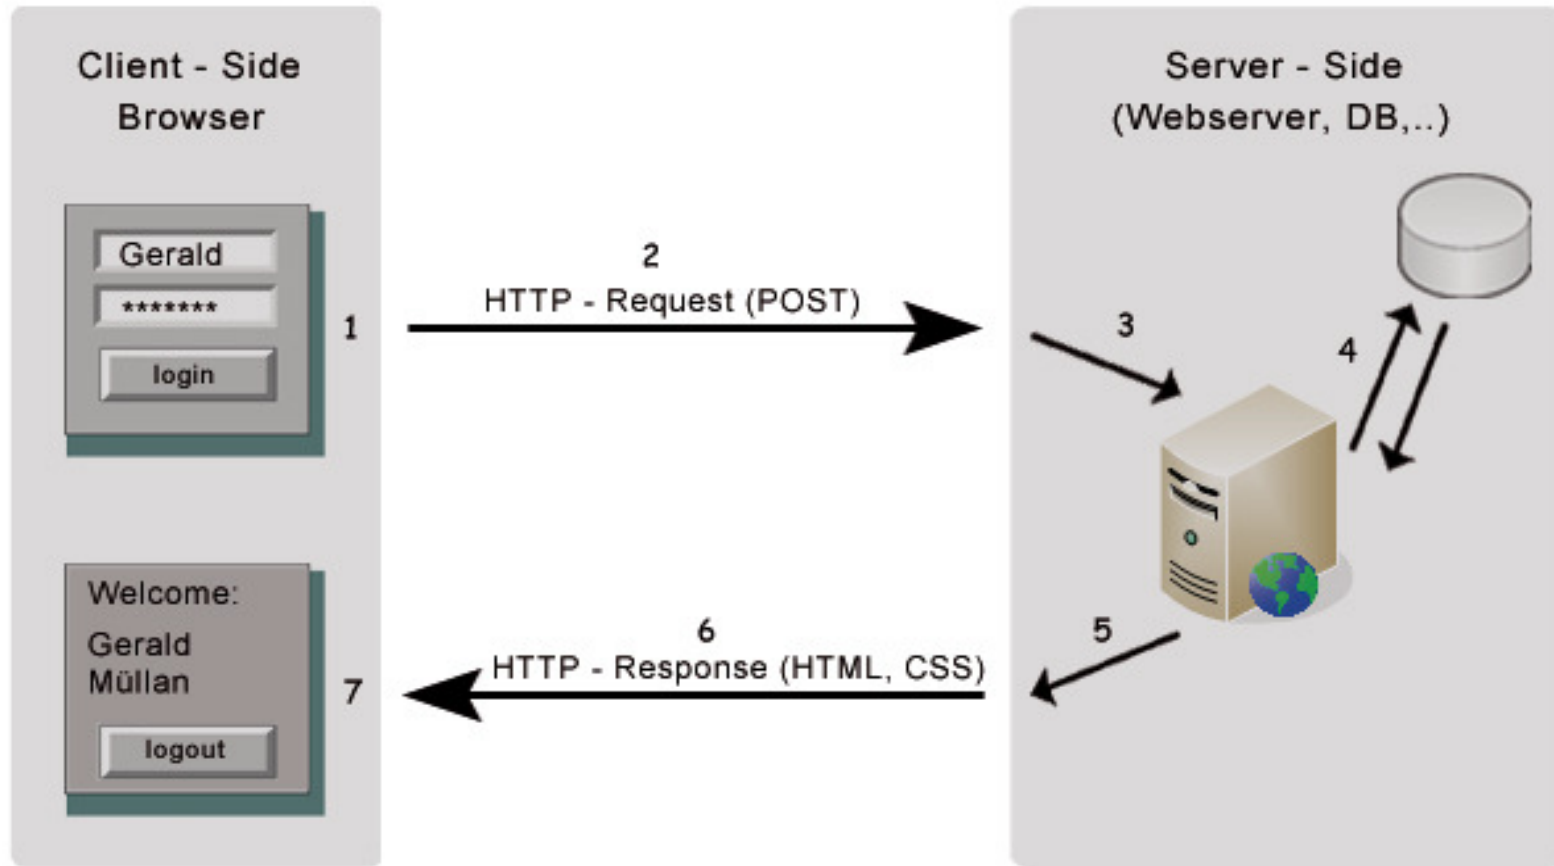 Client - Side
Browser
Gerald
*******
login
1
2
HTTP - Request (POST)
Server - Side
(Webserver, DB,..)
3
4
5
6
HTTP - Response (HTML, CSS)
Welcome:
Gerald
Müllan
logout
7